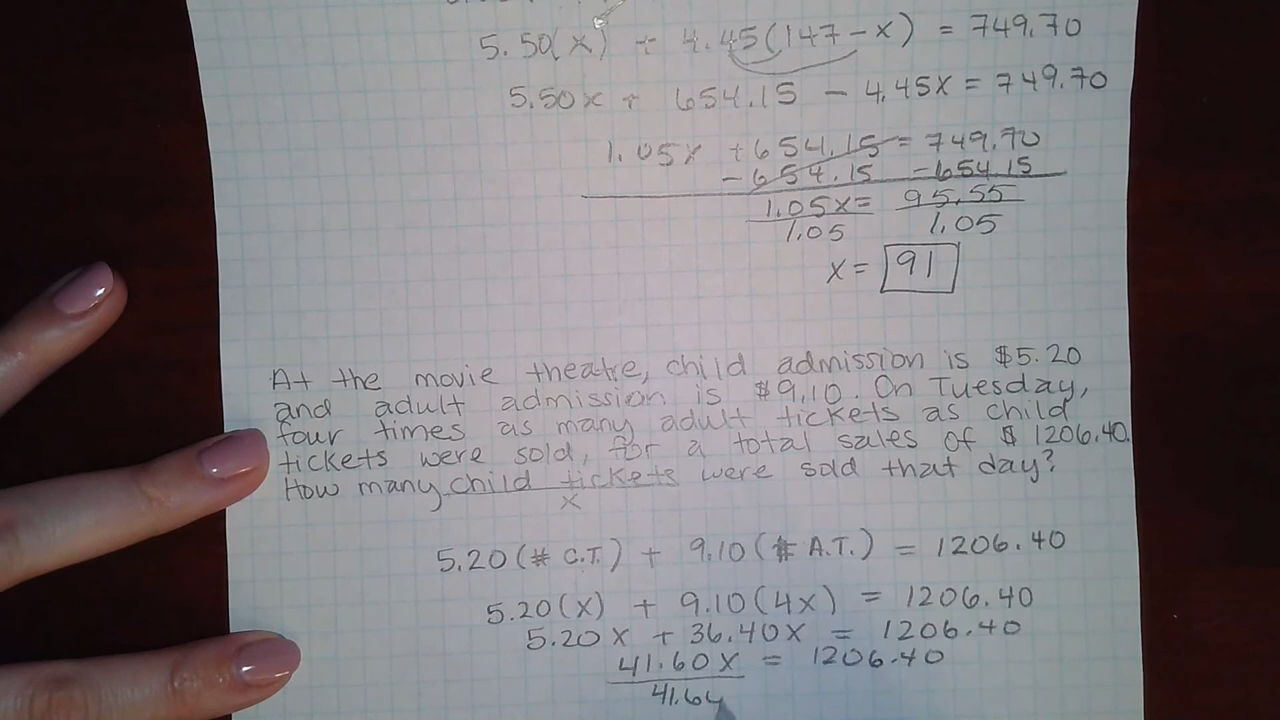 5.50(x) + 4.45(147 - x) = 749.70
5.50x + 654.15 - 4.45x = 749.70
1.05x + 654.15 = 749.70
- 654.15 - 654.15
1.05x = 95.55
1.05 1.05
x = 91
At the movie theatre, child admission is $5.20
and adult admission is $9.10. On Tuesday,
four times as many adult tickets as child
tickets were sold, for a total sales of $1206.40.
How many child tickets were sold that day?
x
5.20(# C.T.) + 9.10(# A.T.) = 1206.40
5.20(x) + 9.10(4x) = 1206.40
5.20x + 36.40x = 1206.40
41.60x = 1206.40
41.6